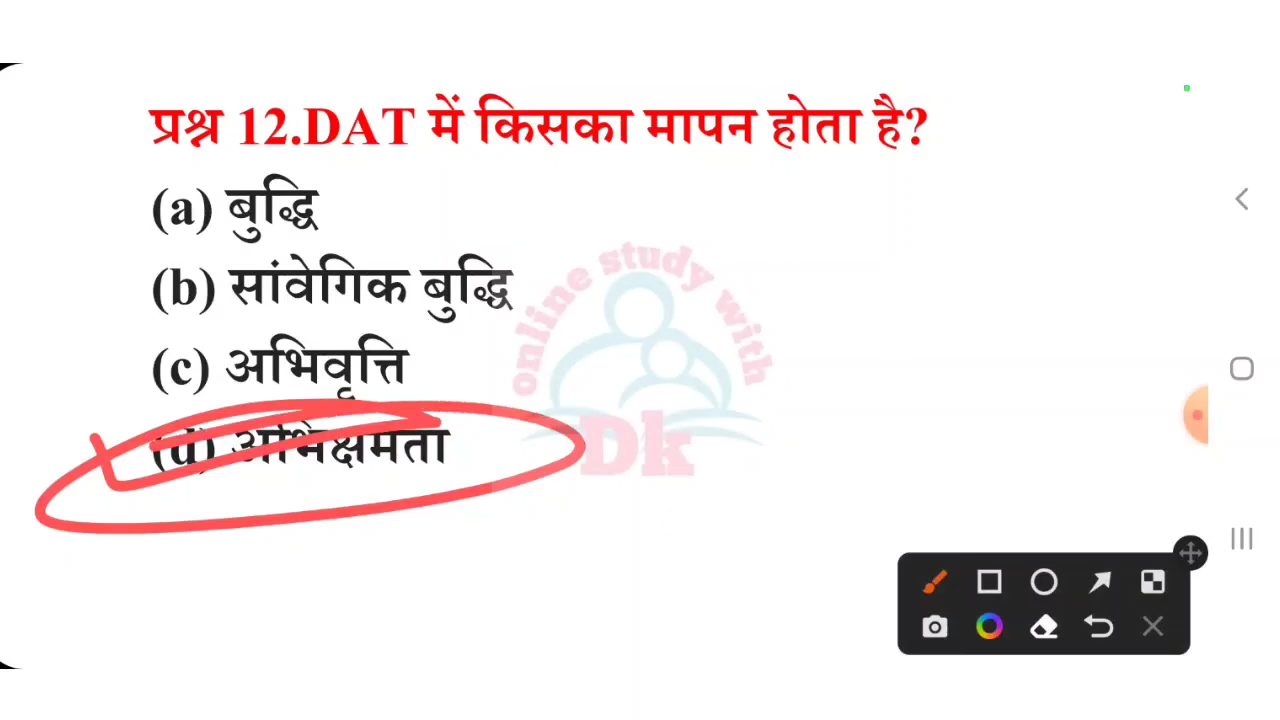 प्रश्न 12.DAT में किसका मापन होता है?
(a) बुद्धि
(b) सांवेगिक बुद्धि
(c) अभिवृत्ति
(d) अभिक्षमता
online study with
Dk